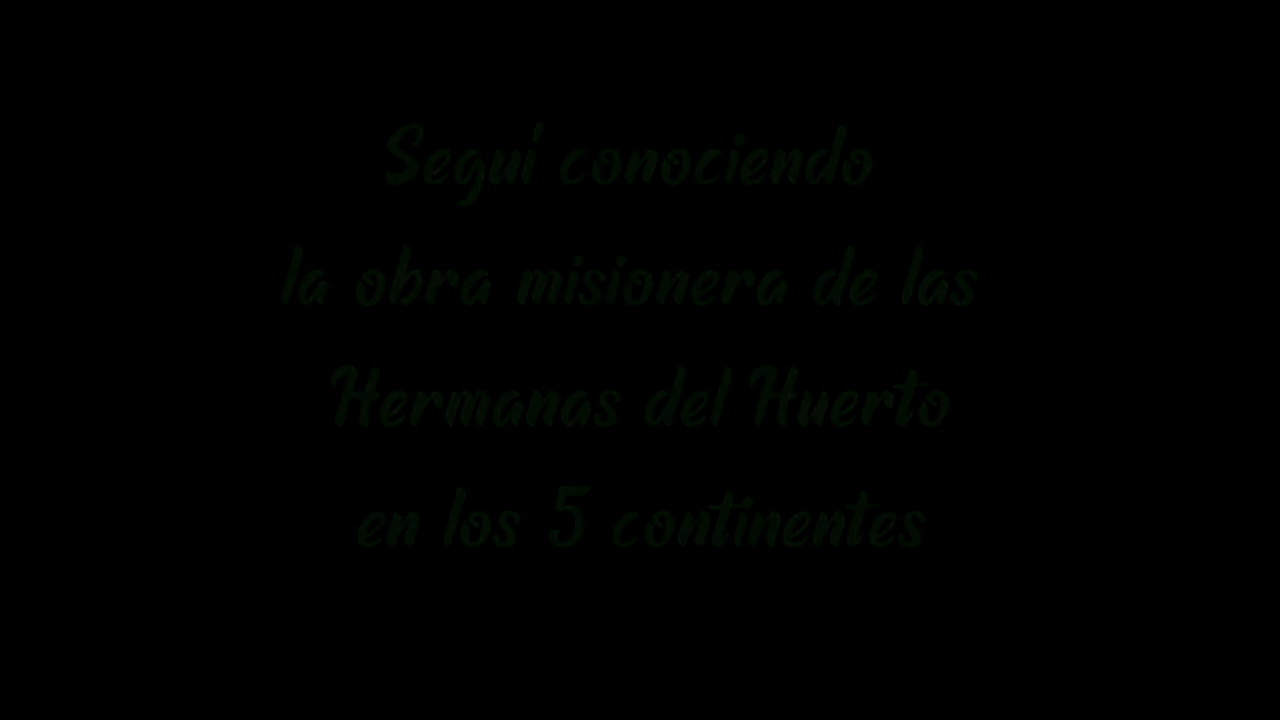 Seguí conociendo
la obra misionera de las
Hermanas del Huerto
en los 5 continentes